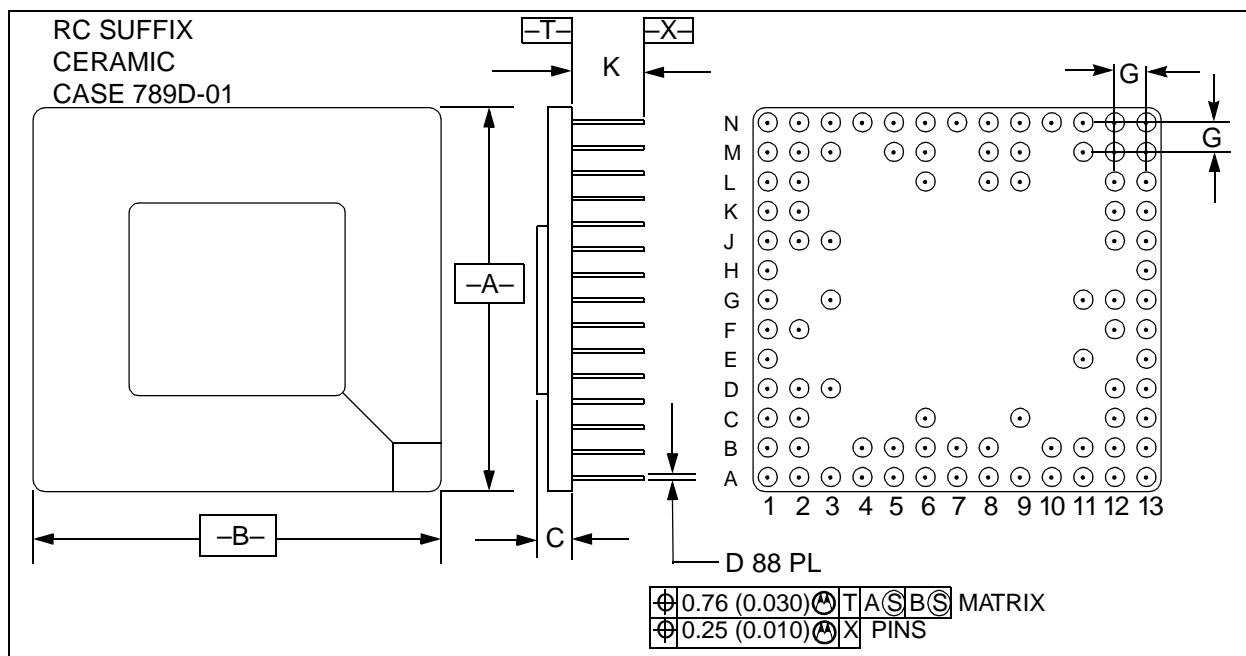 RC SUFFIX
CERAMIC
CASE 789D-01
–T–
–X–
K
G
G
–A–
–B–
C
N
M
L
K
J
H
G
F
E
D
C
B
A
1 2 3 4 5 6 7 8 9 10 11 12 13
D 88 PL
⌖ 0.76 (0.030) Ⓜ T A Ⓢ B Ⓢ MATRIX
⌖ 0.25 (0.010) Ⓜ X PINS